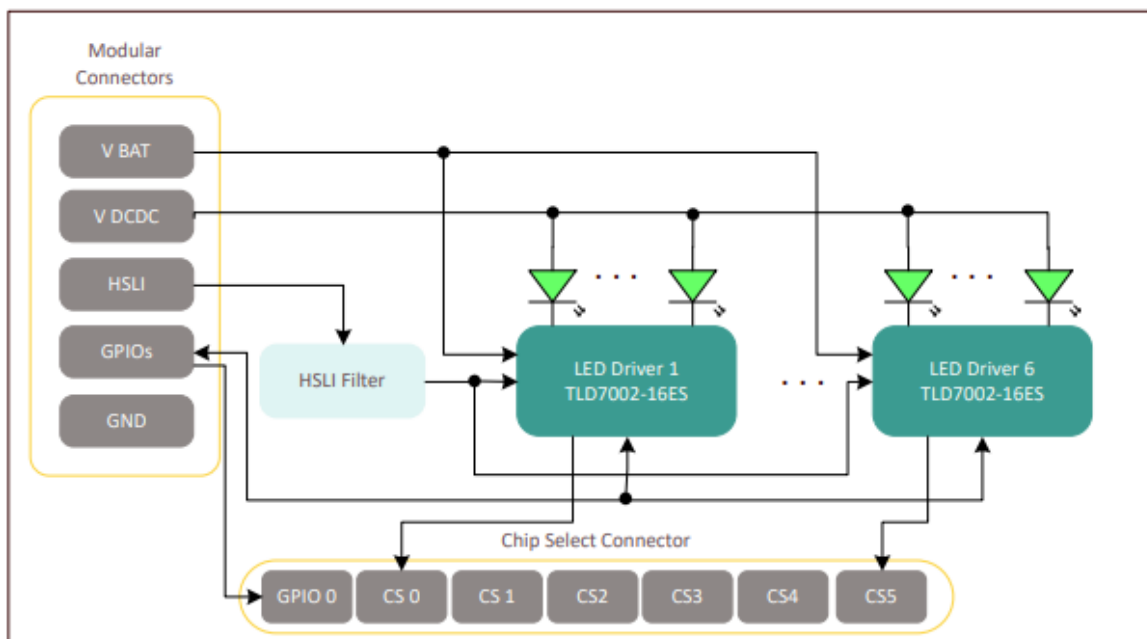 Modular
Connectors
V BAT
V DCDC
HSLI
GPIOs
GND
HSLI Filter
LED Driver 1
TLD7002-16ES
. . .
LED Driver 6
TLD7002-16ES
Chip Select Connector
GPIO 0
CS 0
CS 1
CS2
CS3
CS4
CS5